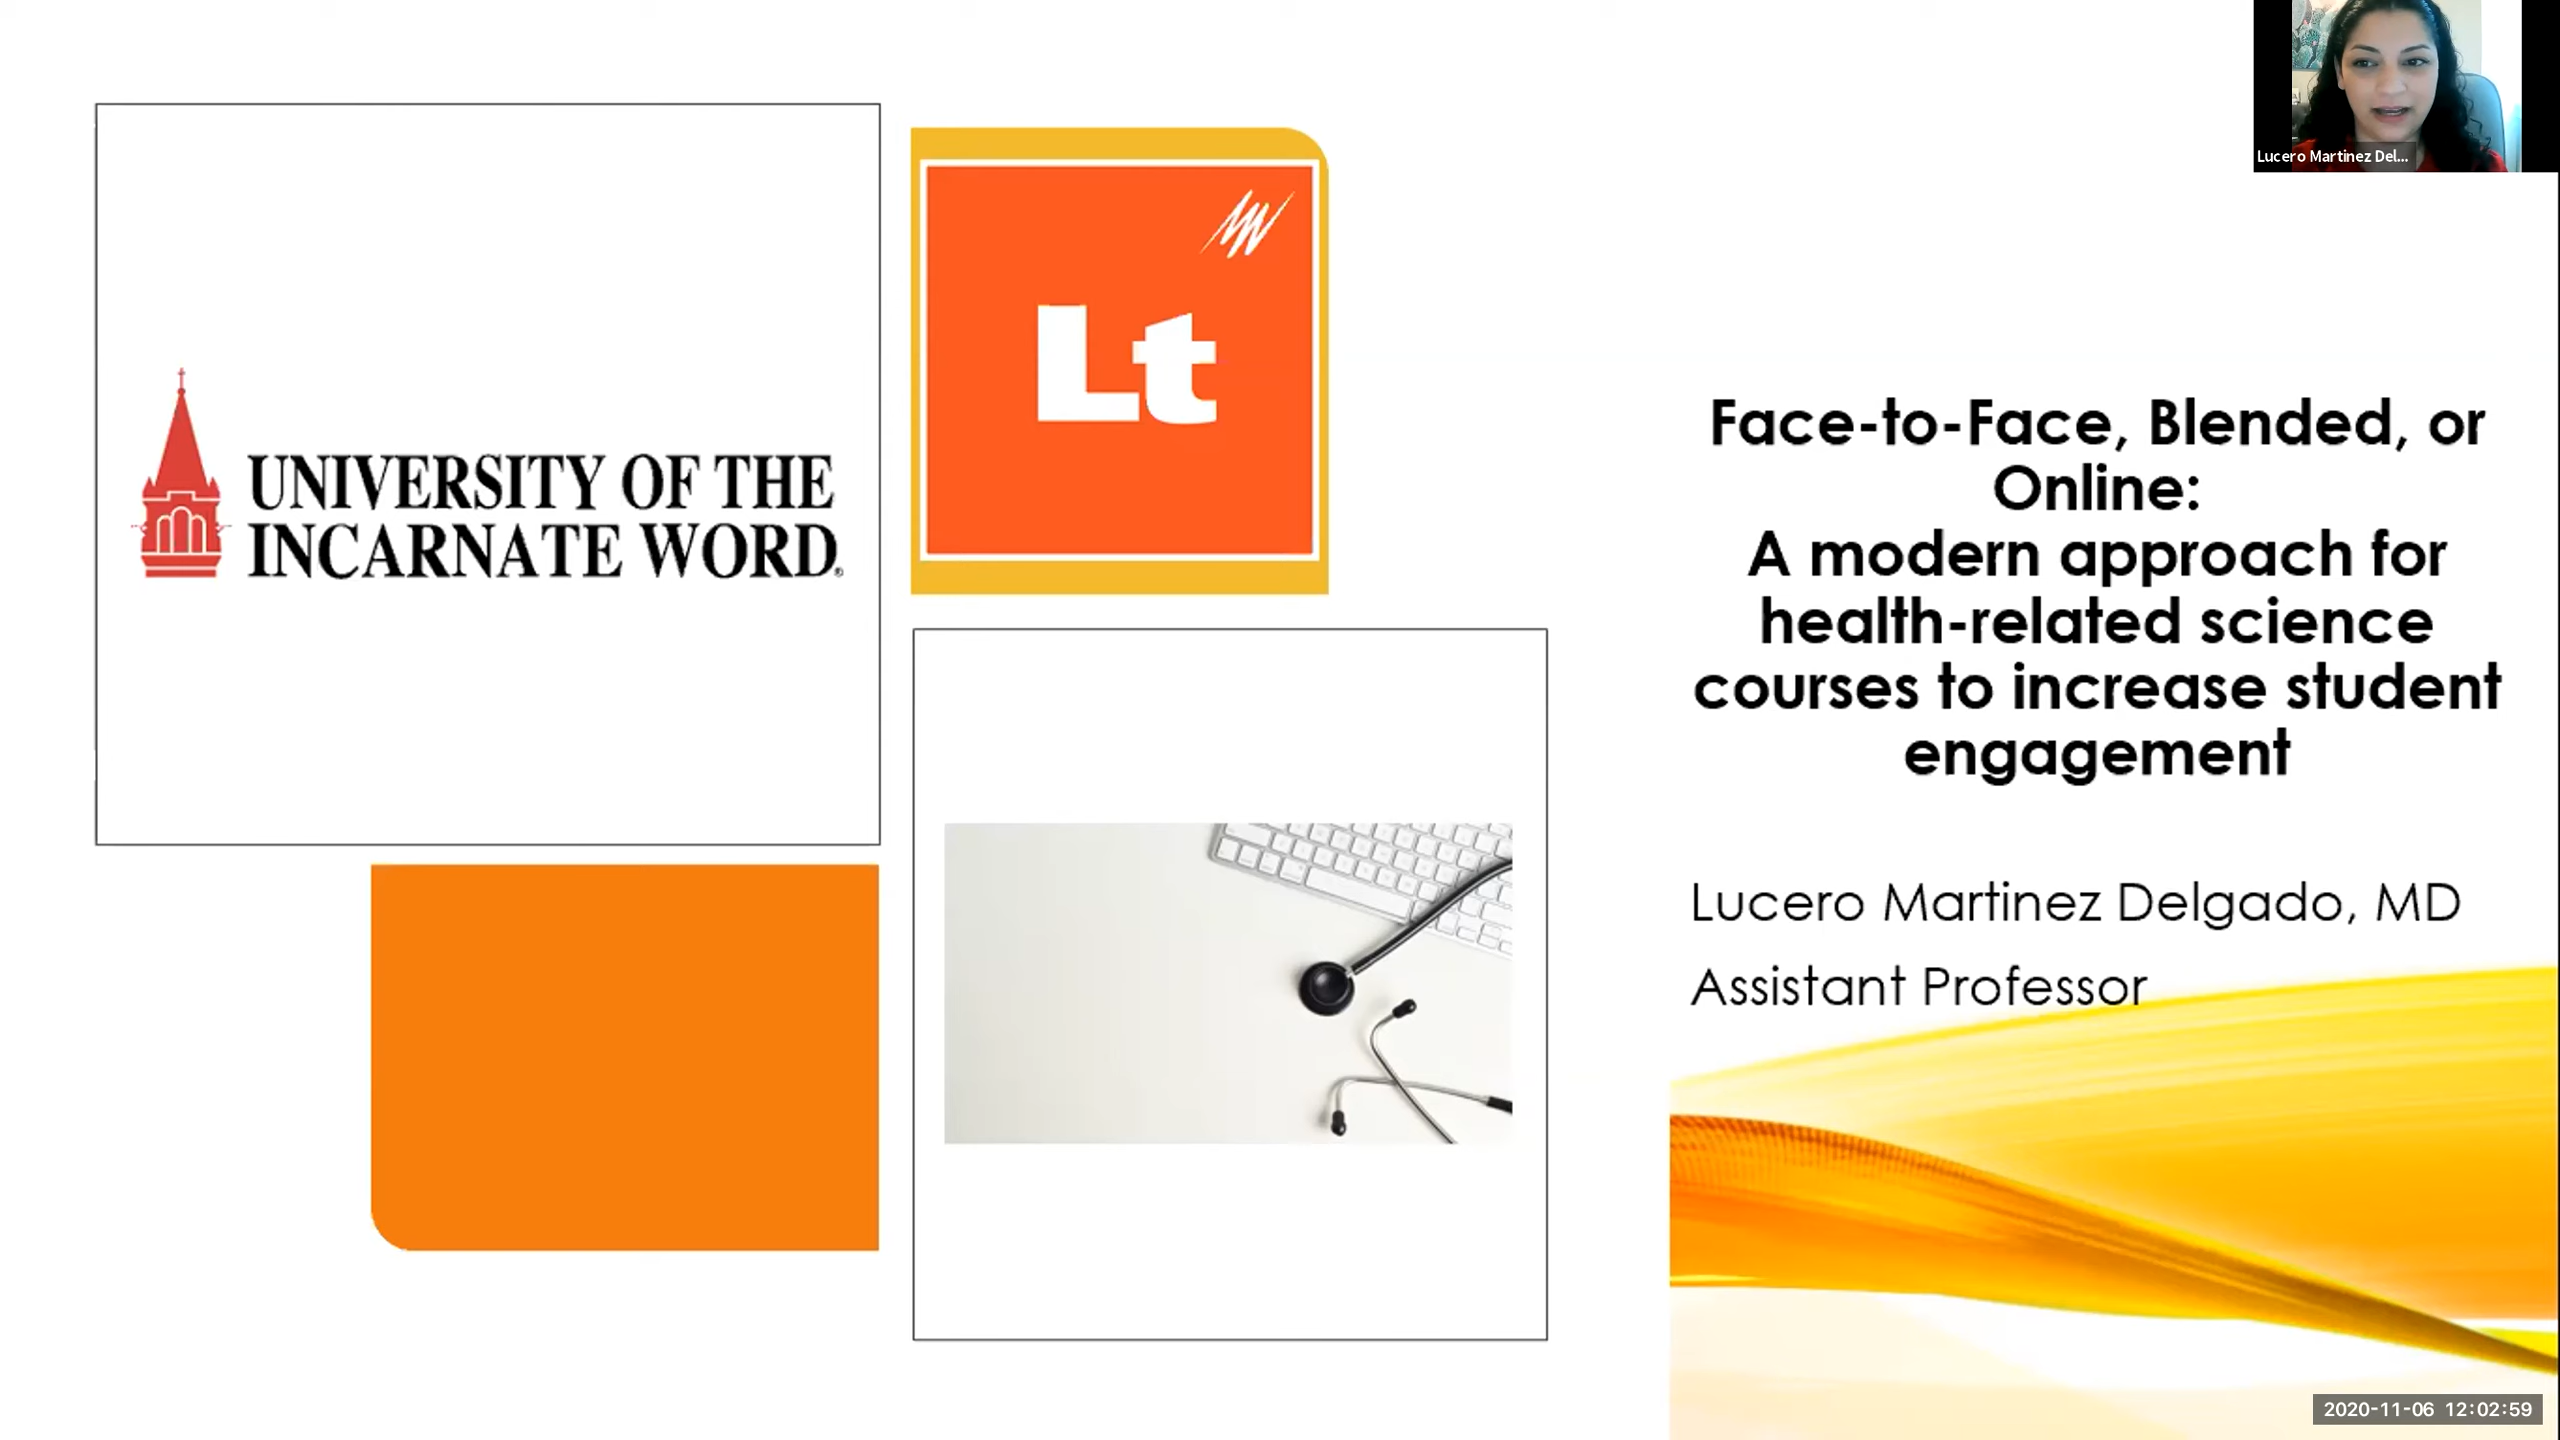 UNIVERSITY OF THE
INCARNATE WORD®
Lt
Lucero Martinez Del...
Face-to-Face, Blended, or
Online:
A modern approach for
health-related science
courses to increase student
engagement
Lucero Martinez Delgado, MD
Assistant Professor
2020-11-06 12:02:59